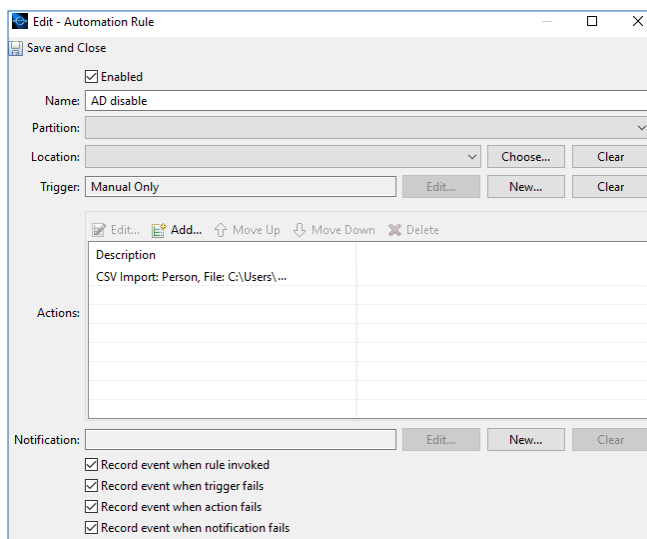 Edit - Automation Rule
Save and Close
Enabled
Name: AD disable
Partition:
Location: Choose... Clear
Trigger: Manual Only Edit... New... Clear
Edit... Add... Move Up Move Down Delete
Description
CSV Import: Person, File: C:\Users\...
Actions:
Notification: Edit... New... Clear
Record event when rule invoked
Record event when trigger fails
Record event when action fails
Record event when notification fails